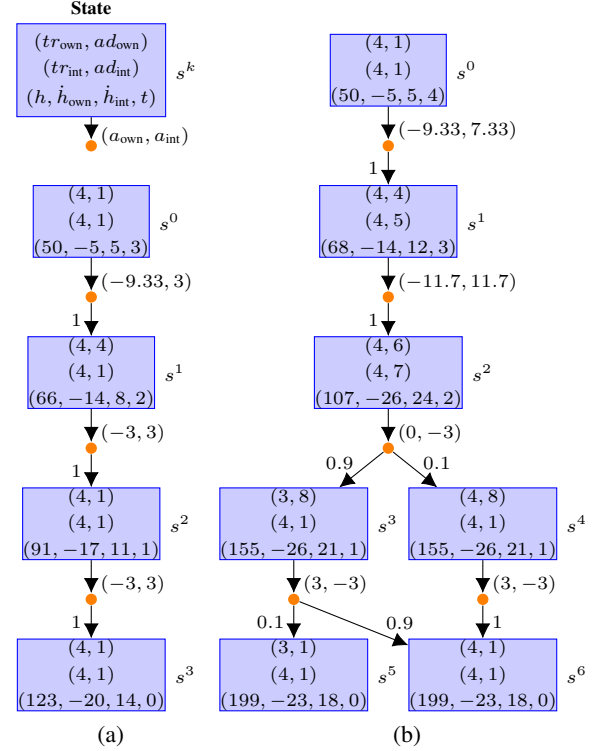 State
(tr_own, ad_own)
(tr_int, ad_int)
(h, ḣ_own, ḣ_int, t)
s^k
(a_own, a_int)
(4, 1)
(4, 1)
(50, −5, 5, 3)
s^0
(−9.33, 3)
1
(4, 4)
(4, 1)
(66, −14, 8, 2)
s^1
(−3, 3)
1
(4, 1)
(4, 1)
(91, −17, 11, 1)
s^2
(−3, 3)
1
(4, 1)
(4, 1)
(123, −20, 14, 0)
s^3
(a)
(4, 1)
(4, 1)
(50, −5, 5, 4)
s^0
(−9.33, 7.33)
1
(4, 4)
(4, 5)
(68, −14, 12, 3)
s^1
(−11.7, 11.7)
1
(4, 6)
(4, 7)
(107, −26, 24, 2)
s^2
(0, −3)
0.9
0.1
(3, 8)
(4, 1)
(155, −26, 21, 1)
s^3
(4, 8)
(4, 1)
(155, −26, 21, 1)
s^4
(3, −3)
(3, −3)
0.1
0.9
1
(3, 1)
(4, 1)
(199, −23, 18, 0)
s^5
(4, 1)
(4, 1)
(199, −23, 18, 0)
s^6
(b)